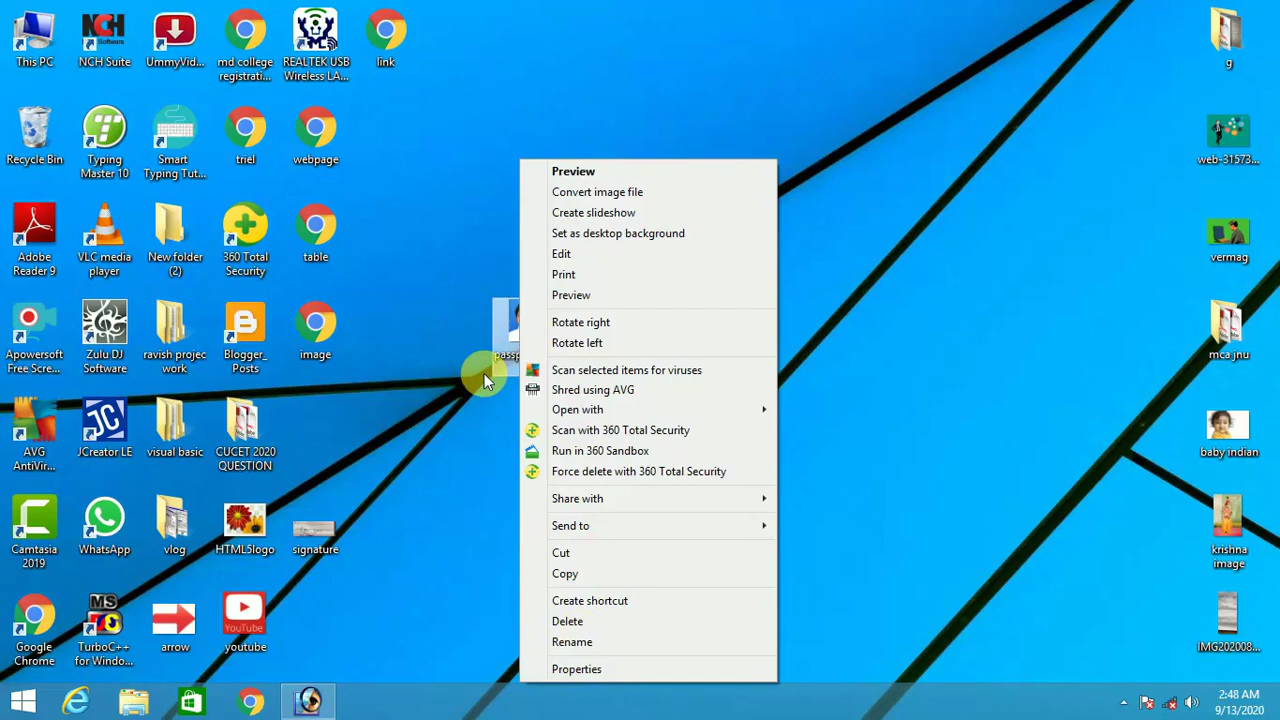 This PC
NCH Suite
UmmyVid...
md college
registrati...
REALTEK USB
Wireless LA...
link
Recycle Bin
Typing
Master 10
Smart
Typing Tut...
triel
webpage
Adobe
Reader 9
VLC media
player
New folder
(2)
360 Total
Security
table
Apowersoft
Free Scre...
Zulu DJ
Software
ravish projec
work
Blogger_
Posts
image
AVG
AntiVir...
JCreator LE
visual basic
CUCET 2020
QUESTION
Camtasia
2019
WhatsApp
vlog
HTML5logo
signature
Google
Chrome
TurboC++
for Windo...
arrow
youtube
NCH
Software
JC
MS
YouTube
passp
Preview
Convert image file
Create slideshow
Set as desktop background
Edit
Print
Preview
Rotate right
Rotate left
Scan selected items for viruses
Shred using AVG
Open with
Scan with 360 Total Security
Run in 360 Sandbox
Force delete with 360 Total Security
Share with
Send to
Cut
Copy
Create shortcut
Delete
Rename
Properties
g
web-31573...
vermag
mca jnu
baby indian
krishna
image
IMG202008...
2:48 AM
9/13/2020